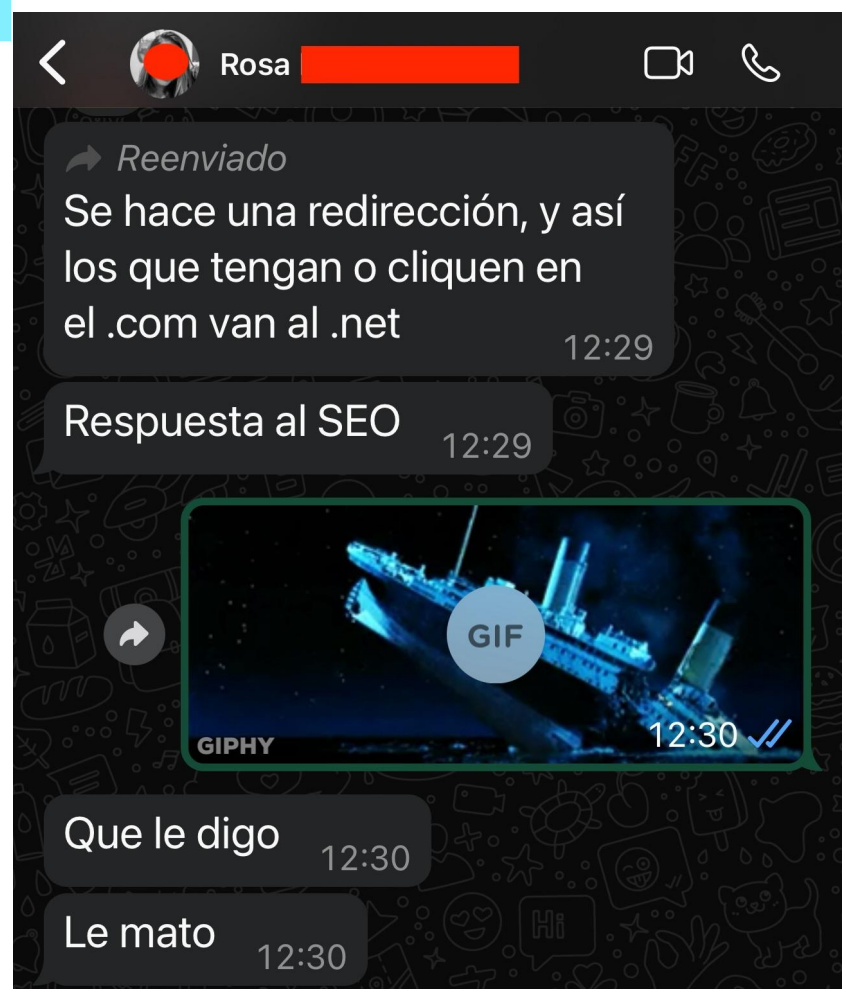 Rosa
Reenviado
Se hace una redirección, y así
los que tengan o cliquen en
el .com van al .net
12:29
Respuesta al SEO
12:29
GIF
GIPHY
12:30
Que le digo
12:30
Le mato
12:30